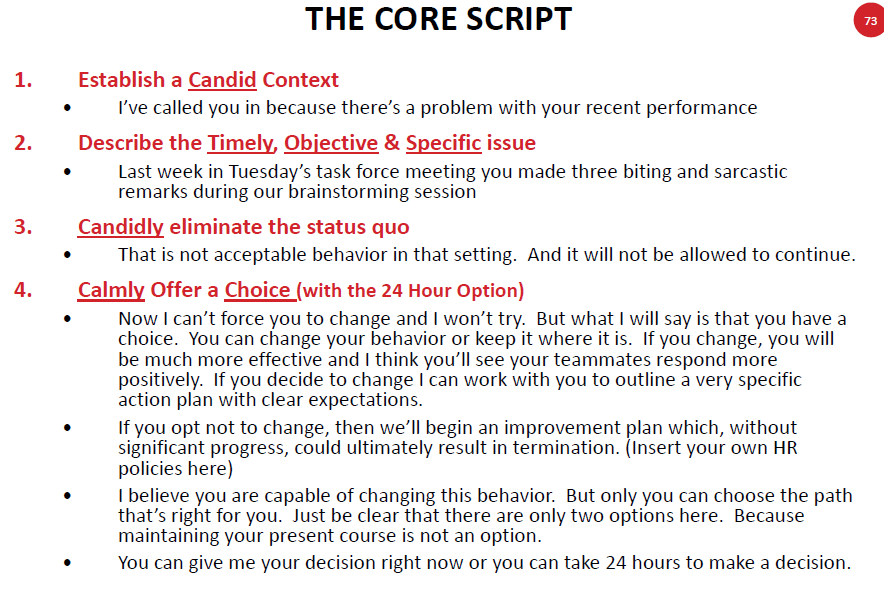 THE CORE SCRIPT
73
1. Establish a Candid Context
• I've called you in because there's a problem with your recent performance
2. Describe the Timely, Objective & Specific issue
• Last week in Tuesday's task force meeting you made three biting and sarcastic
remarks during our brainstorming session
3. Candidly eliminate the status quo
• That is not acceptable behavior in that setting.  And it will not be allowed to continue.
4. Calmly Offer a Choice (with the 24 Hour Option)
• Now I can't force you to change and I won't try.  But what I will say is that you have a
choice.  You can change your behavior or keep it where it is.  If you change, you will
be much more effective and I think you'll see your teammates respond more
positively.  If you decide to change I can work with you to outline a very specific
action plan with clear expectations.
• If you opt not to change, then we'll begin an improvement plan which, without
significant progress, could ultimately result in termination. (Insert your own HR
policies here)
• I believe you are capable of changing this behavior.  But only you can choose the path
that's right for you.  Just be clear that there are only two options here.  Because
maintaining your present course is not an option.
• You can give me your decision right now or you can take 24 hours to make a decision.